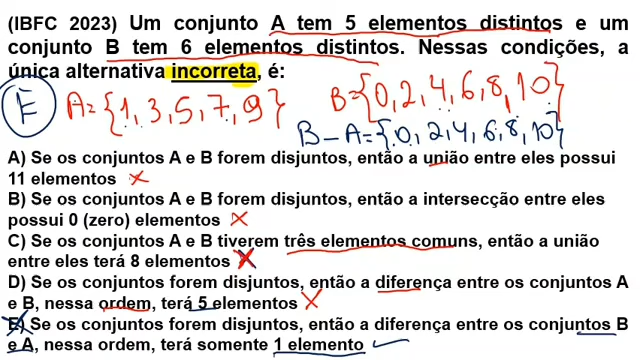 (IBFC 2023) Um conjunto A tem 5 elementos distintos e um
conjunto B tem 6 elementos distintos. Nessas condições, a
única alternativa incorreta, é:
E A={1,3,5,7,9} B={0,2,4,6,8,10}
B-A={0,2,4,6,8,10}
A) Se os conjuntos A e B forem disjuntos, então a união entre eles possui
11 elementos
B) Se os conjuntos A e B forem disjuntos, então a intersecção entre eles
possui 0 (zero) elementos
C) Se os conjuntos A e B tiverem três elementos comuns, então a união
entre eles terá 8 elementos
D) Se os conjuntos forem disjuntos, então a diferença entre os conjuntos A
e B, nessa ordem, terá 5 elementos
E) Se os conjuntos forem disjuntos, então a diferença entre os conjuntos B
e A, nessa ordem, terá somente 1 elemento